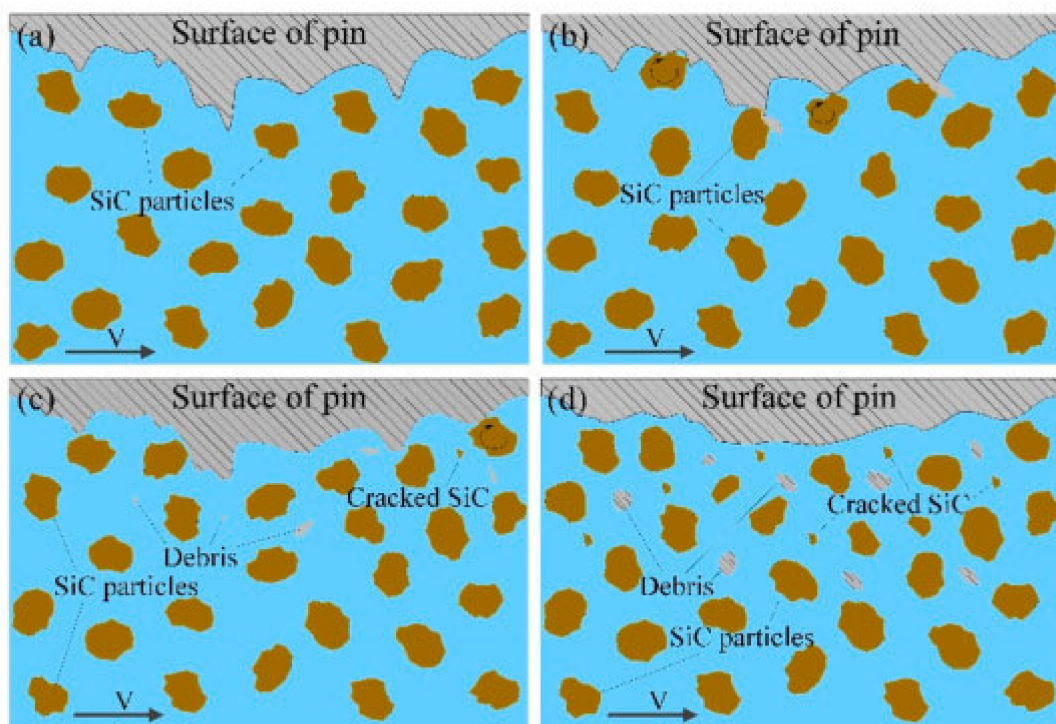 (a)
Surface of pin
SiC particles
V
(b)
Surface of pin
SiC particles
V
(c)
Surface of pin
Cracked SiC
Debris
SiC particles
V
(d)
Surface of pin
Cracked SiC
Debris
SiC particles
V